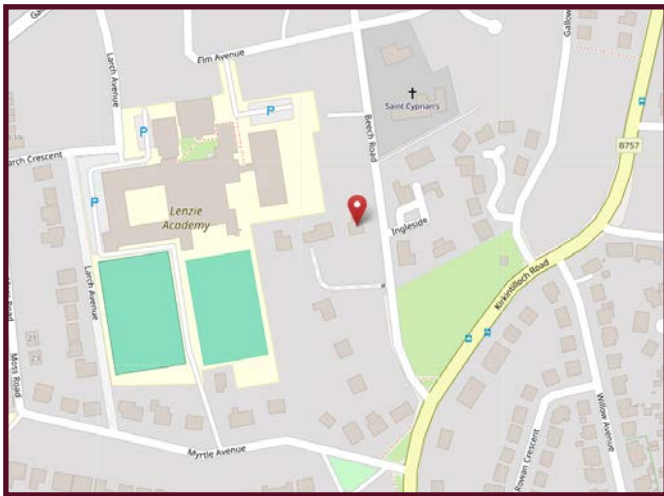 Elm Avenue
Larch Avenue
Gallow
P
P
Saint Cyprian's
Beech Road
B757
arch Crescent
P
Lenzie
Academy
Ingleside
Larch Avenue
Kirkintilloch Road
21
23
Moss Road
Willow Avenue
Rowan Crescent
Myrtle Avenue